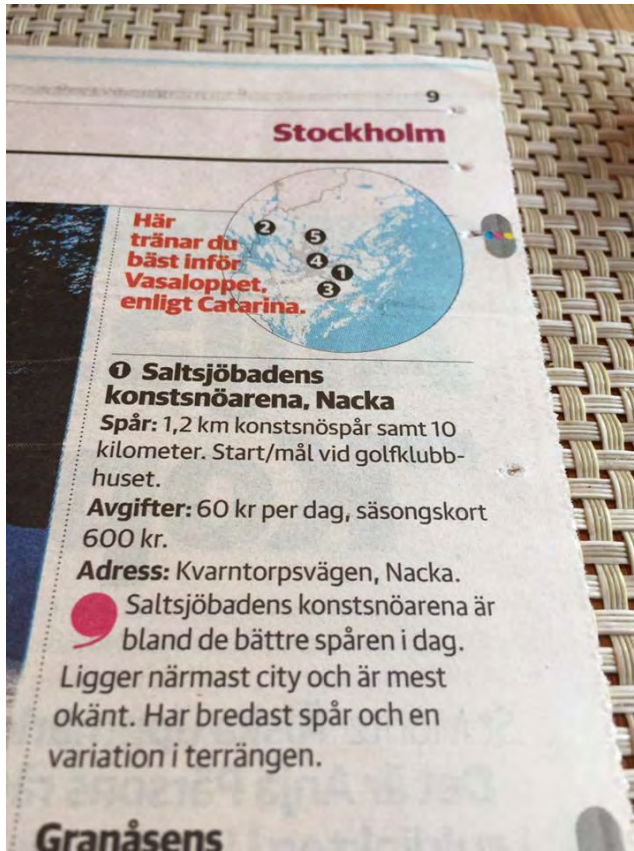 9
Stockholm
Här
tränar du
bäst inför
Vasaloppet,
enligt Catarina.
2
5
4
1
3
1 Saltsjöbadens
konstsnöarena, Nacka
Spår: 1,2 km konstsnöspår samt 10
kilometer. Start/mål vid golfklubb-
huset.
Avgifter: 60 kr per dag, säsongskort
600 kr.
Adress: Kvarntorpsvägen, Nacka.
Saltsjöbadens konstsnöarena är
bland de bättre spåren i dag.
Ligger närmast city och är mest
okänt. Har bredast spår och en
variation i terrängen.
Granåsens